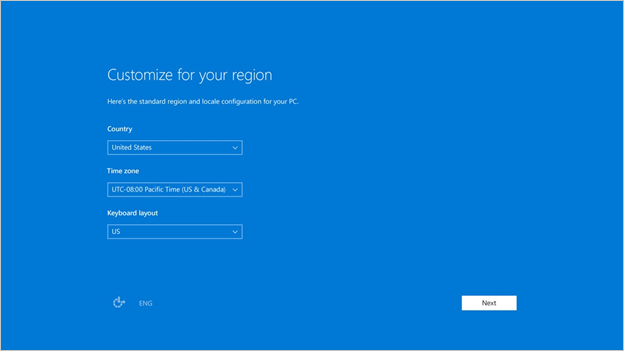 Customize for your region
Here's the standard region and locale configuration for your PC.
Country
United States
Time zone
UTC-08:00 Pacific Time (US & Canada)
Keyboard layout
US
ENG
Next